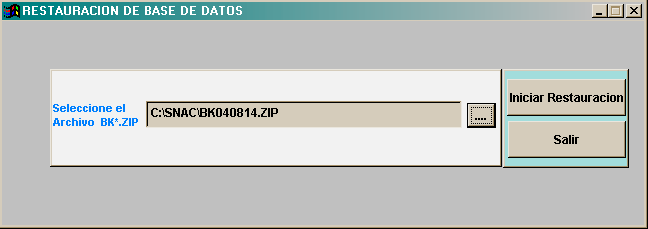 RESTAURACION DE BASE DE DATOS
Seleccione el
Archivo BK*.ZIP
C:\SNAC\BK040814.ZIP
....
Iniciar Restauracion
Salir